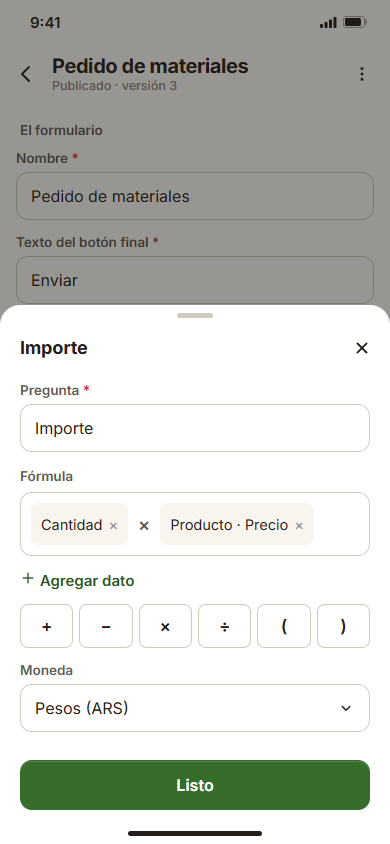 9:41
Pedido de materiales
Publicado · versión 3
El formulario
Nombre *
Pedido de materiales
Texto del botón final *
Enviar
Importe
Pregunta *
Importe
Fórmula
Cantidad × × Producto · Precio ×
+ Agregar dato
+ − × ÷ ( )
Moneda
Pesos (ARS)
Listo